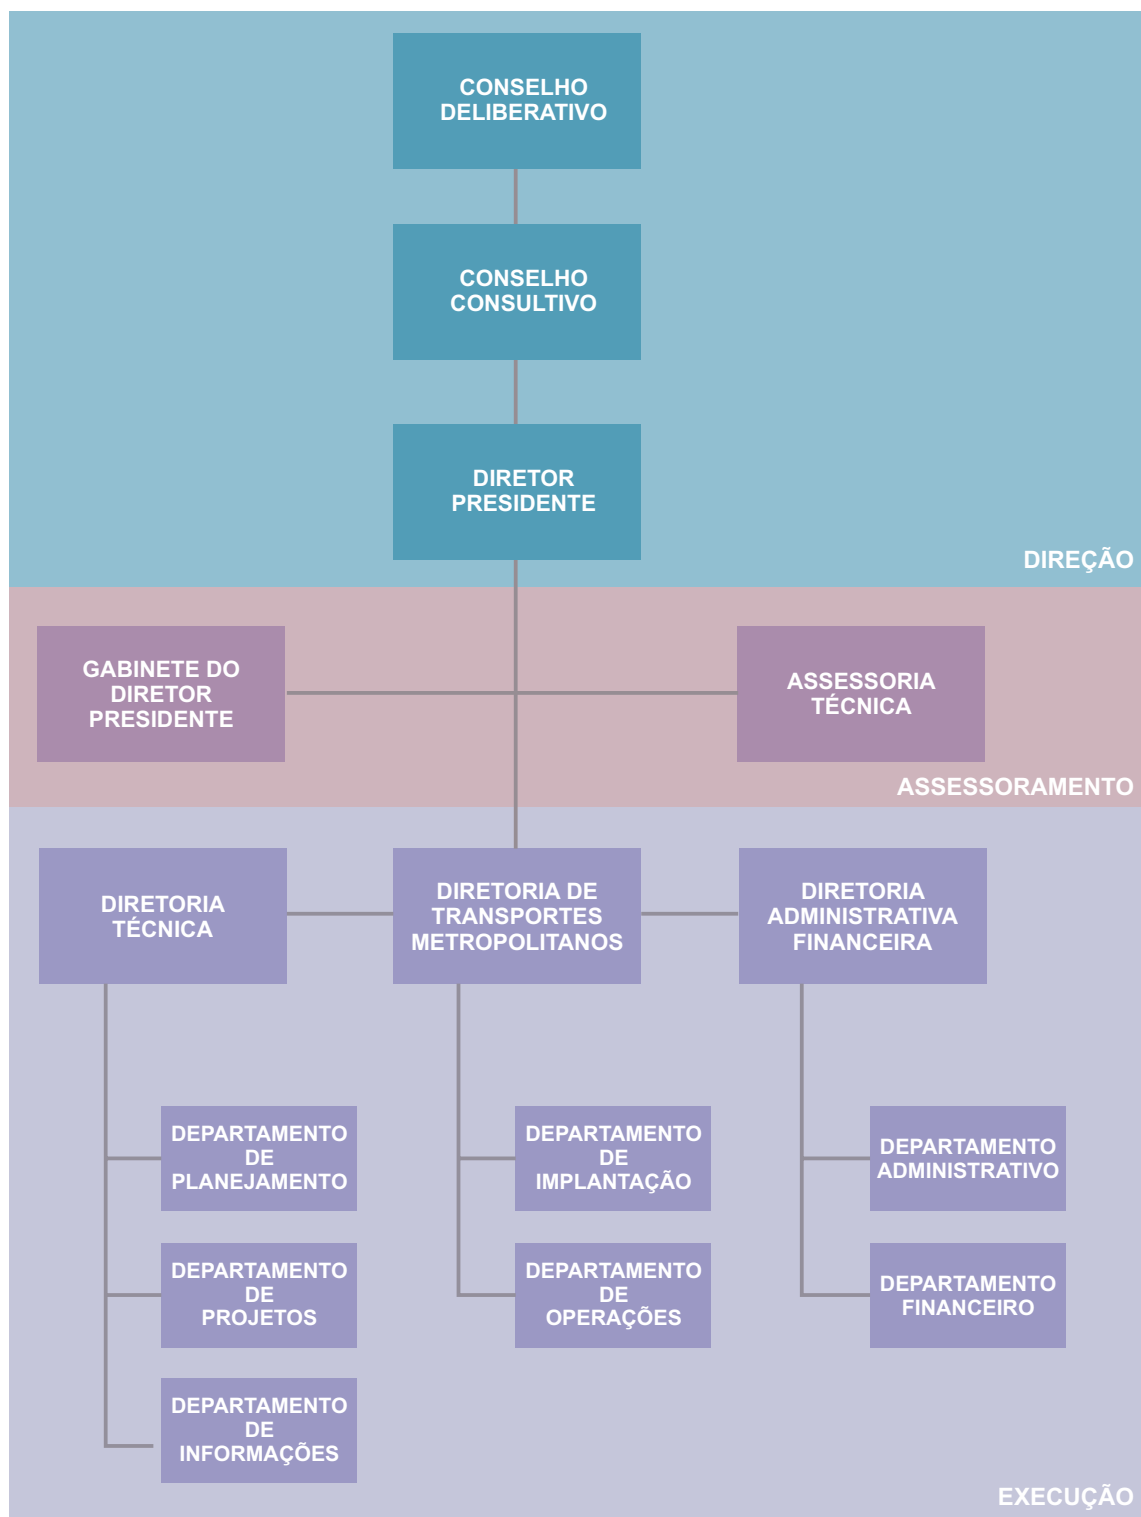 CONSELHO
DELIBERATIVO
CONSELHO
CONSULTIVO
DIRETOR
PRESIDENTE
DIREÇÃO
GABINETE DO
DIRETOR
PRESIDENTE
ASSESSORIA
TÉCNICA
ASSESSORAMENTO
DIRETORIA
TÉCNICA
DIRETORIA DE
TRANSPORTES
METROPOLITANOS
DIRETORIA
ADMINISTRATIVA
FINANCEIRA
DEPARTAMENTO
DE
PLANEJAMENTO
DEPARTAMENTO
DE
IMPLANTAÇÃO
DEPARTAMENTO
ADMINISTRATIVO
DEPARTAMENTO
DE
PROJETOS
DEPARTAMENTO
DE
OPERAÇÕES
DEPARTAMENTO
FINANCEIRO
DEPARTAMENTO
DE
INFORMAÇÕES
EXECUÇÃO